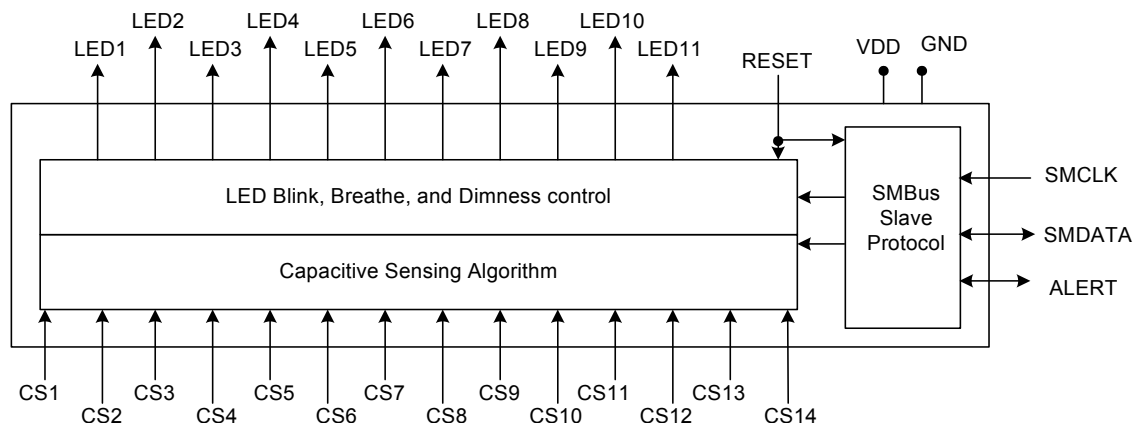 LED2 LED4 LED6 LED8 LED10
LED1 LED3 LED5 LED7 LED9 LED11
RESET
VDD GND
LED Blink, Breathe, and Dimness control
Capacitive Sensing Algorithm
SMBus
Slave
Protocol
SMCLK
SMDATA
ALERT
CS1 CS3 CS5 CS7 CS9 CS11 CS13
CS2 CS4 CS6 CS8 CS10 CS12 CS14